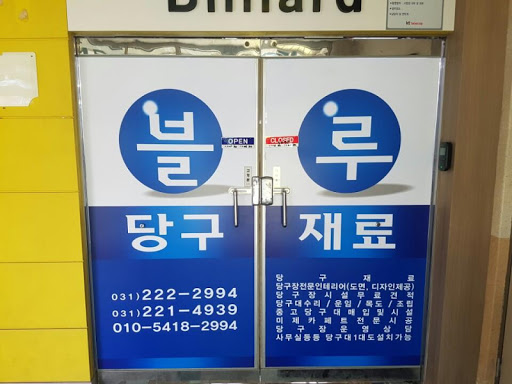 Billiard
블루
OPEN
CLOSED
당구재료
031) 222-2994
031) 221-4939
010-5418-2994
당구재료
당구장전문인테리어(도면, 디자인제공)
당구장시설무료견적
당구대수리 / 운임 / 목도 / 조립
중고당구대매입및시설
미제카페트전문시공
당구장운영상담
사무실등등 당구대1대도설치가능